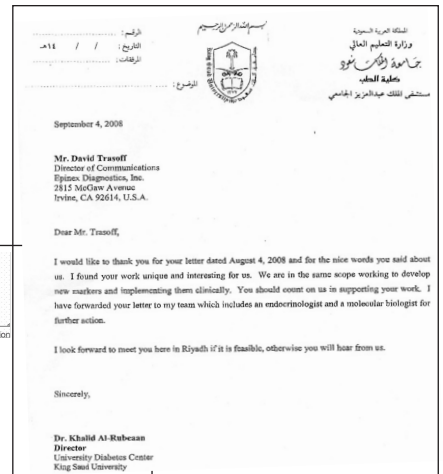 بسم الله الرحمن الرحيم
المملكة العربية السعودية
وزارة التعليم العالي
جامعة الملك سعود
كلية الطب
مستشفى الملك عبدالعزيز الجامعي
الرقم :
التاريخ : / / ١٤هـ
المرفقات :
الموضوع :
September 4, 2008
Mr. David Trasoff
Director of Communications
Epinex Diagnostics, Inc.
2815 McGaw Avenue
Irvine, CA 92614, U.S.A.
Dear Mr. Trasoff,
I would like to thank you for your letter dated August 4, 2008 and for the nice words you said about
us. I found your work unique and interesting for us. We are in the same scope working to develop
new markers and implementing them clinically. You should count on us in supporting your work. I
have forwarded your letter to my team which includes an endocrinologist and a molecular biologist for
further action.
I look forward to meet you here in Riyadh if it is feasible, otherwise you will hear from us.
Sincerely,
Dr. Khalid Al-Rubeaan
Director
University Diabetes Center
King Saud University